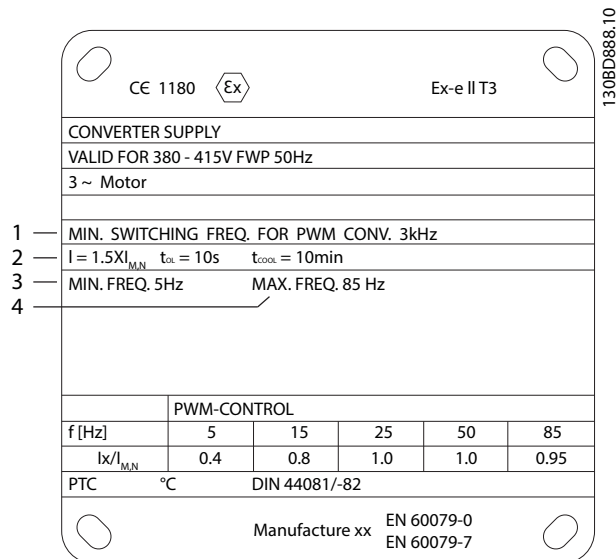 130BD888.10
CЄ 1180 Ɛx Ex-e ll T3
CONVERTER SUPPLY
VALID FOR 380 - 415V FWP 50Hz
3 ~ Motor
1 MIN. SWITCHING FREQ. FOR PWM CONV. 3kHz
2 I = 1.5XI M,N t OL = 10s t COOL = 10min
3 MIN. FREQ. 5Hz MAX. FREQ. 85 Hz
4
PWM-CONTROL
f [Hz] 5 15 25 50 85
Ix/I M,N 0.4 0.8 1.0 1.0 0.95
PTC °C DIN 44081/-82
Manufacture xx EN 60079-0
EN 60079-7